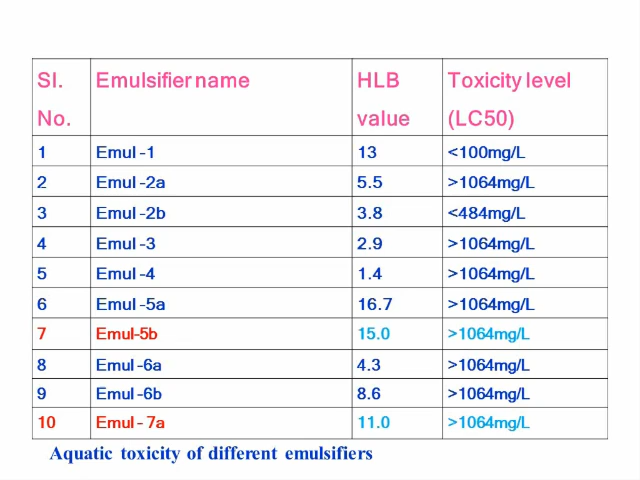 Sl. No. Emulsifier name HLB value Toxicity level (LC50)
1 Emul -1 13 <100mg/L
2 Emul -2a 5.5 >1064mg/L
3 Emul -2b 3.8 <484mg/L
4 Emul -3 2.9 >1064mg/L
5 Emul -4 1.4 >1064mg/L
6 Emul -5a 16.7 >1064mg/L
7 Emul-5b 15.0 >1064mg/L
8 Emul -6a 4.3 >1064mg/L
9 Emul -6b 8.6 >1064mg/L
10 Emul - 7a 11.0 >1064mg/L
Aquatic toxicity of different emulsifiers